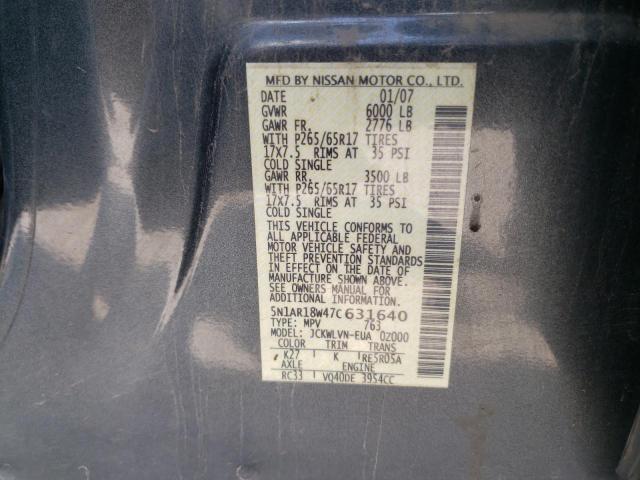 MFD BY NISSAN MOTOR CO., LTD.
DATE 01/07
GVWR 6000 LB
GAWR FR. 2776 LB
WITH P265/65R17 TIRES
17X7.5 RIMS AT 35 PSI
COLD SINGLE
GAWR RR. 3500 LB
WITH P265/65R17 TIRES
17X7.5 RIMS AT 35 PSI
COLD SINGLE
THIS VEHICLE CONFORMS TO
ALL APPLICABLE FEDERAL
MOTOR VEHICLE SAFETY AND
THEFT PREVENTION STANDARDS
IN EFFECT ON THE DATE OF
MANUFACTURE SHOWN ABOVE.
SEE OWNERS MANUAL FOR
ADDITIONAL INFORMATION.
5N1AR18W47C631640
TYPE: MPV 763
MODEL: JCKWLVN-EUA 0Z000
COLOR TRIM TRANS
K27 K RE5R05A
AXLE ENGINE
RC33 VQ40DE 3954CC